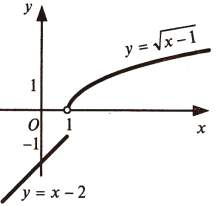 y
y = √(x−1)
1
O
1
x
−1
y = x − 2